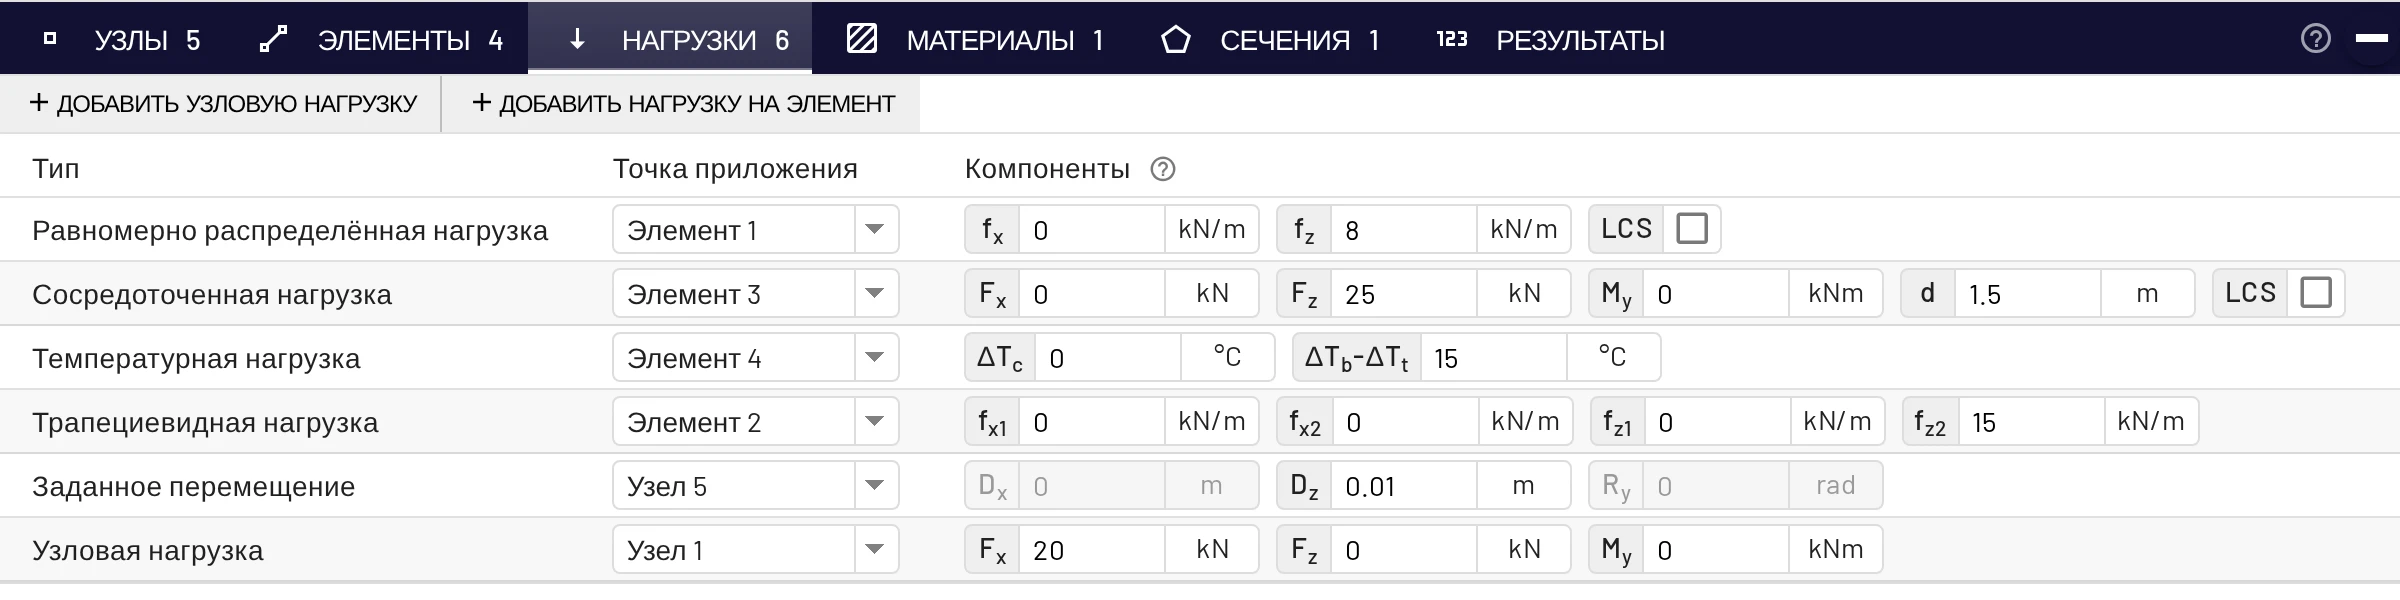 УЗЛЫ 5 ЭЛЕМЕНТЫ 4 НАГРУЗКИ 6 МАТЕРИАЛЫ 1 СЕЧЕНИЯ 1 123 РЕЗУЛЬТАТЫ ?
+ ДОБАВИТЬ УЗЛОВУЮ НАГРУЗКУ + ДОБАВИТЬ НАГРУЗКУ НА ЭЛЕМЕНТ
Тип Точка приложения Компоненты ?
Равномерно распределённая нагрузка Элемент 1 fx 0 kN/m fz 8 kN/m LCS
Сосредоточенная нагрузка Элемент 3 Fx 0 kN Fz 25 kN My 0 kNm d 1.5 m LCS
Температурная нагрузка Элемент 4 ΔTc 0 °C ΔTb-ΔTt 15 °C
Трапециевидная нагрузка Элемент 2 fx1 0 kN/m fx2 0 kN/m fz1 0 kN/m fz2 15 kN/m
Заданное перемещение Узел 5 Dx 0 m Dz 0.01 m Ry 0 rad
Узловая нагрузка Узел 1 Fx 20 kN Fz 0 kN My 0 kNm